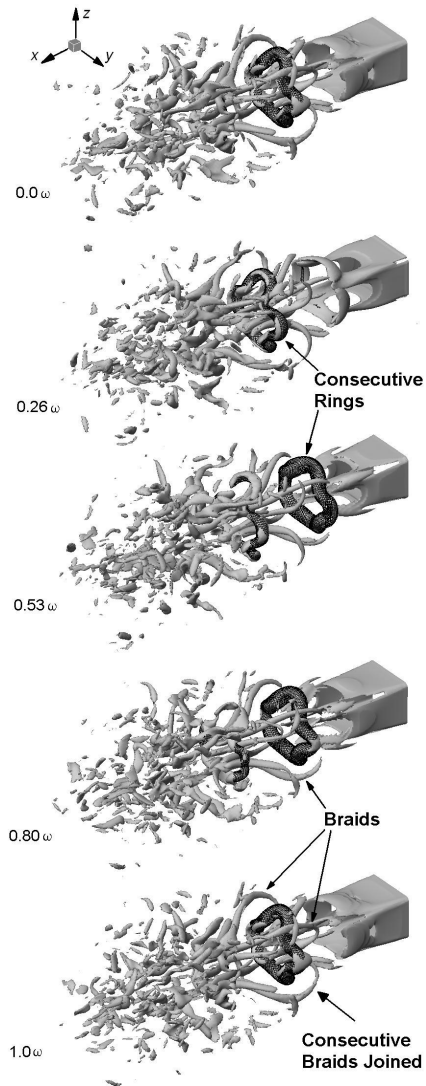 z
x
y
0.0 ω
0.26 ω
Consecutive
Rings
0.53 ω
0.80 ω
Braids
1.0 ω
Consecutive
Braids Joined